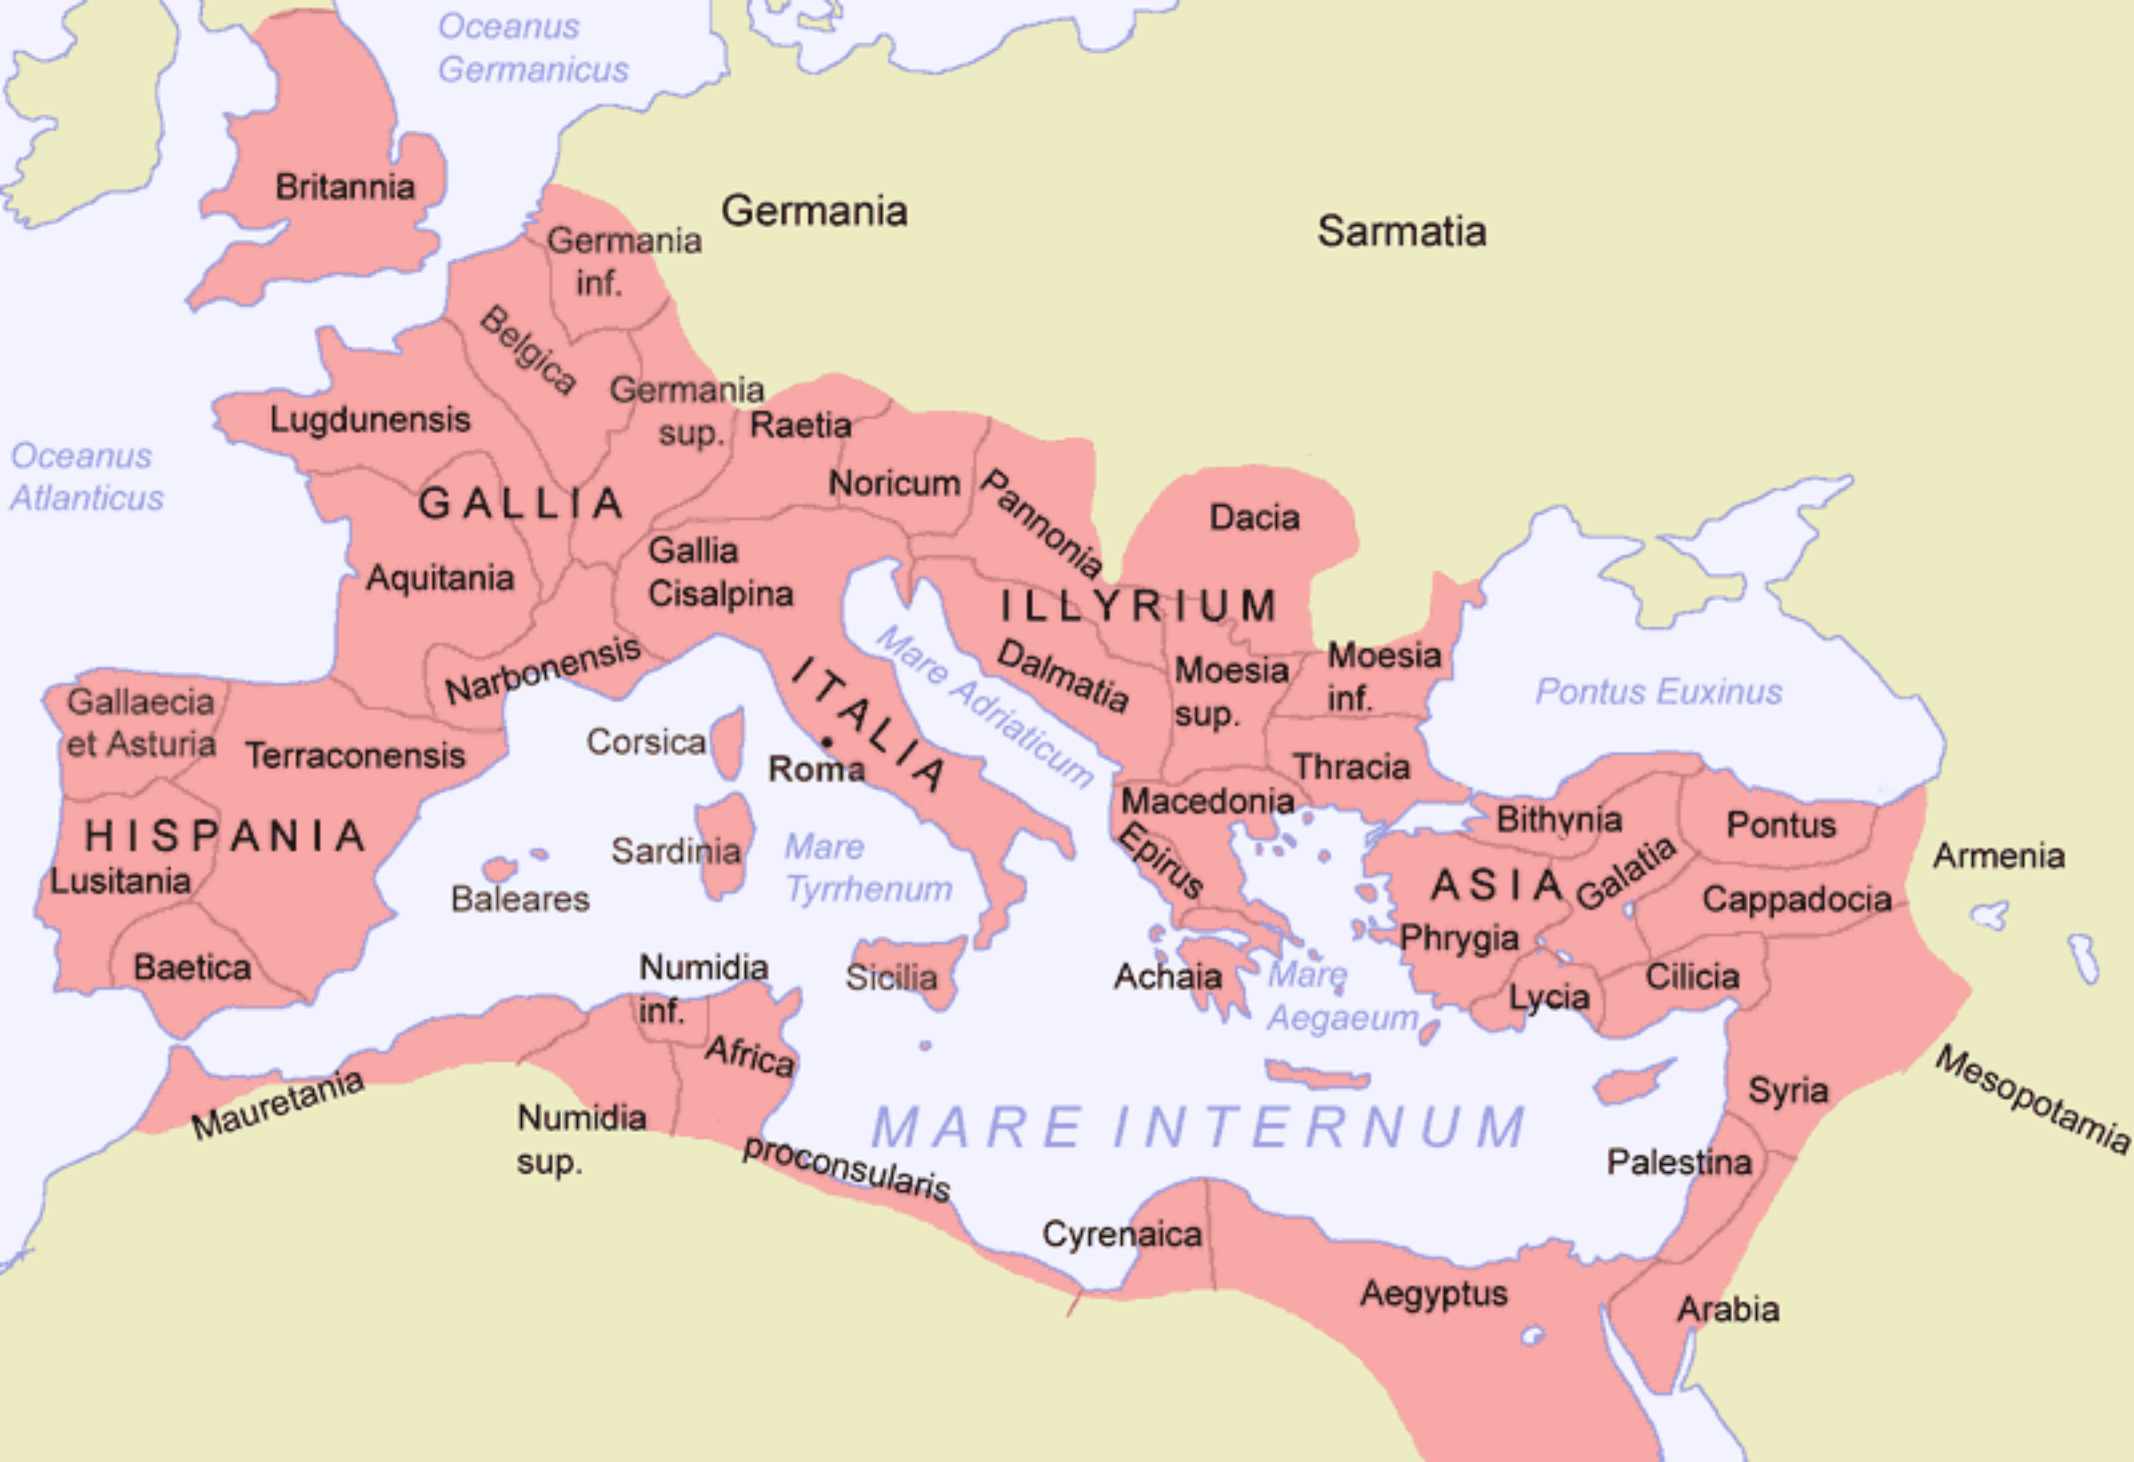 Oceanus
Germanicus
Britannia
Germania
Sarmatia
Germania
inf.
Belgica
Germania
sup.
Raetia
Lugdunensis
Oceanus
Atlanticus
Noricum
Pannonia
GALLIA
Dacia
Gallia
Cisalpina
Aquitania
ILLYRIUM
Mare Adriaticum
Narbonensis
Dalmatia
Moesia
sup.
Moesia
inf.
Pontus Euxinus
ITALIA
Gallaecia
et Asturia
Terraconensis
Corsica
Roma
Thracia
Macedonia
Bithynia
Pontus
HISPANIA
Sardinia
Mare
Tyrrhenum
Epirus
Galatia
Armenia
Lusitania
Baleares
ASIA
Cappadocia
Phrygia
Baetica
Numidia
inf.
Sicilia
Achaia
Mare
Aegaeum
Lycia
Cilicia
Africa
Mauretania
Numidia
sup.
MARE INTERNUM
Syria
Mesopotamia
proconsularis
Palestina
Cyrenaica
Aegyptus
Arabia